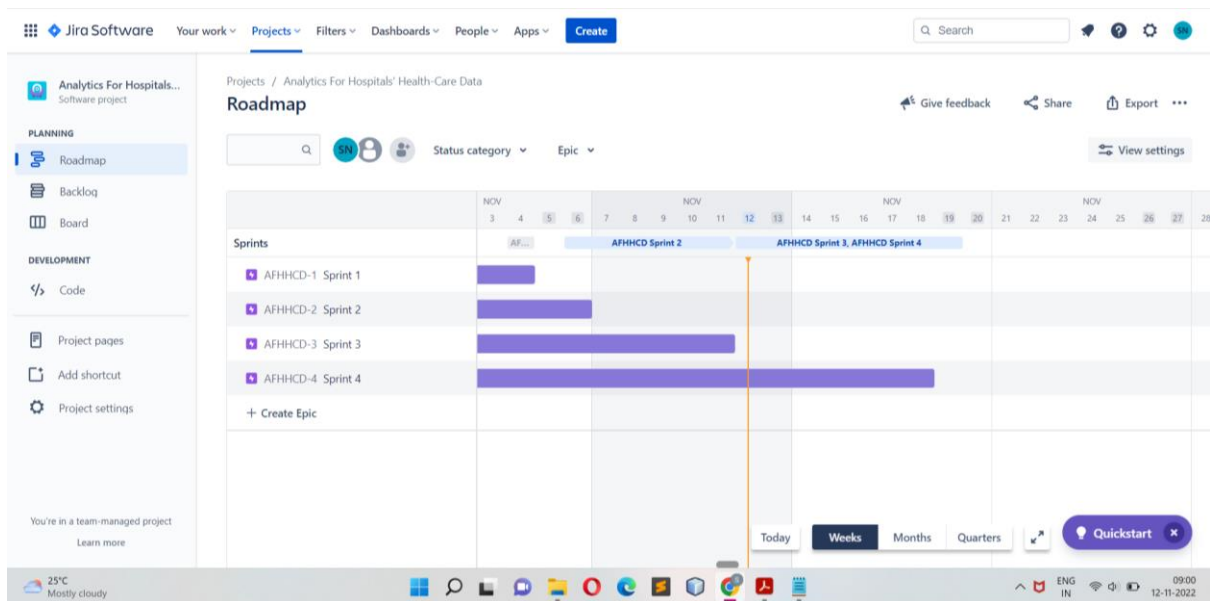 Jira Software Your work Projects Filters Dashboards People Apps Create Search SN
Analytics For Hospitals...
Software project
PLANNING
Roadmap
Backlog
Board
DEVELOPMENT
Code
Project pages
Add shortcut
Project settings
You're in a team-managed project
Learn more
Projects / Analytics For Hospitals' Health-Care Data
Roadmap
Give feedback Share Export
SN Status category Epic View settings
NOV NOV NOV NOV
3 4 5 6 7 8 9 10 11 12 13 14 15 16 17 18 19 20 21 22 23 24 25 26 27 28
Sprints AF... AFHHCD Sprint 2 AFHHCD Sprint 3, AFHHCD Sprint 4
AFHHCD-1 Sprint 1
AFHHCD-2 Sprint 2
AFHHCD-3 Sprint 3
AFHHCD-4 Sprint 4
+ Create Epic
Today Weeks Months Quarters Quickstart
25°C
Mostly cloudy
ENG
IN
09:00
12-11-2022